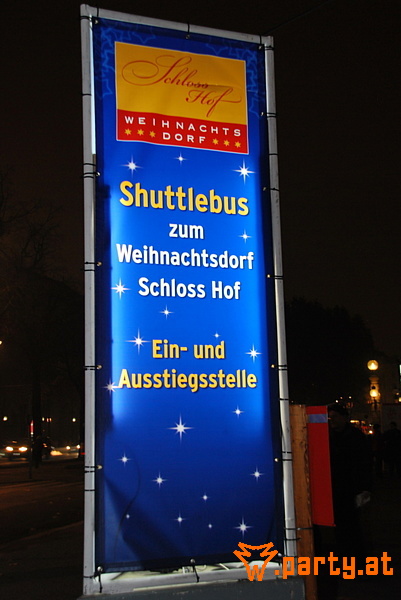 Schloss
Hof
WEIHNACHTS
DORF
Shuttlebus
zum
Weihnachtsdorf
Schloss Hof
Ein- und
Ausstiegsstelle
w.party.at